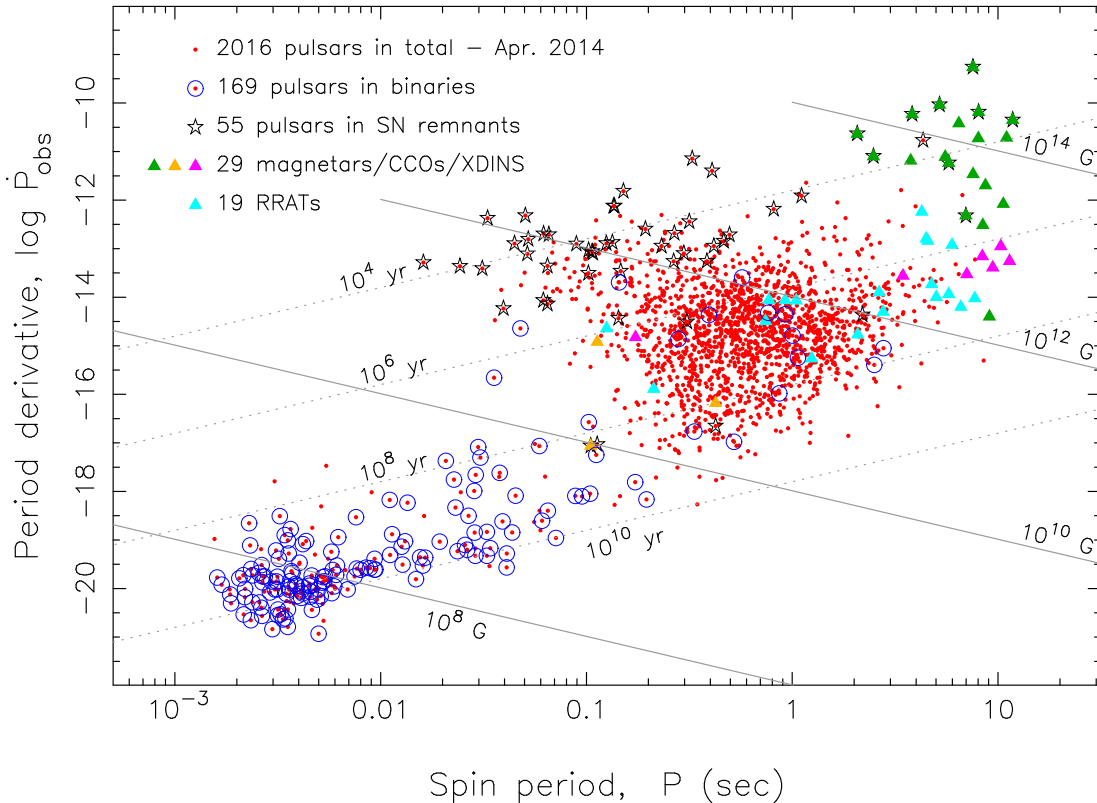 2016 pulsars in total – Apr. 2014
169 pulsars in binaries
55 pulsars in SN remnants
29 magnetars/CCOs/XDINS
19 RRATs
Period derivative, log Ṗobs
−10
−12
−14
−16
−18
−20
10^14 G
10^12 G
10^10 G
10^8 G
10^4 yr
10^6 yr
10^8 yr
10^10 yr
10^−3
0.01
0.1
1
10
Spin period, P (sec)